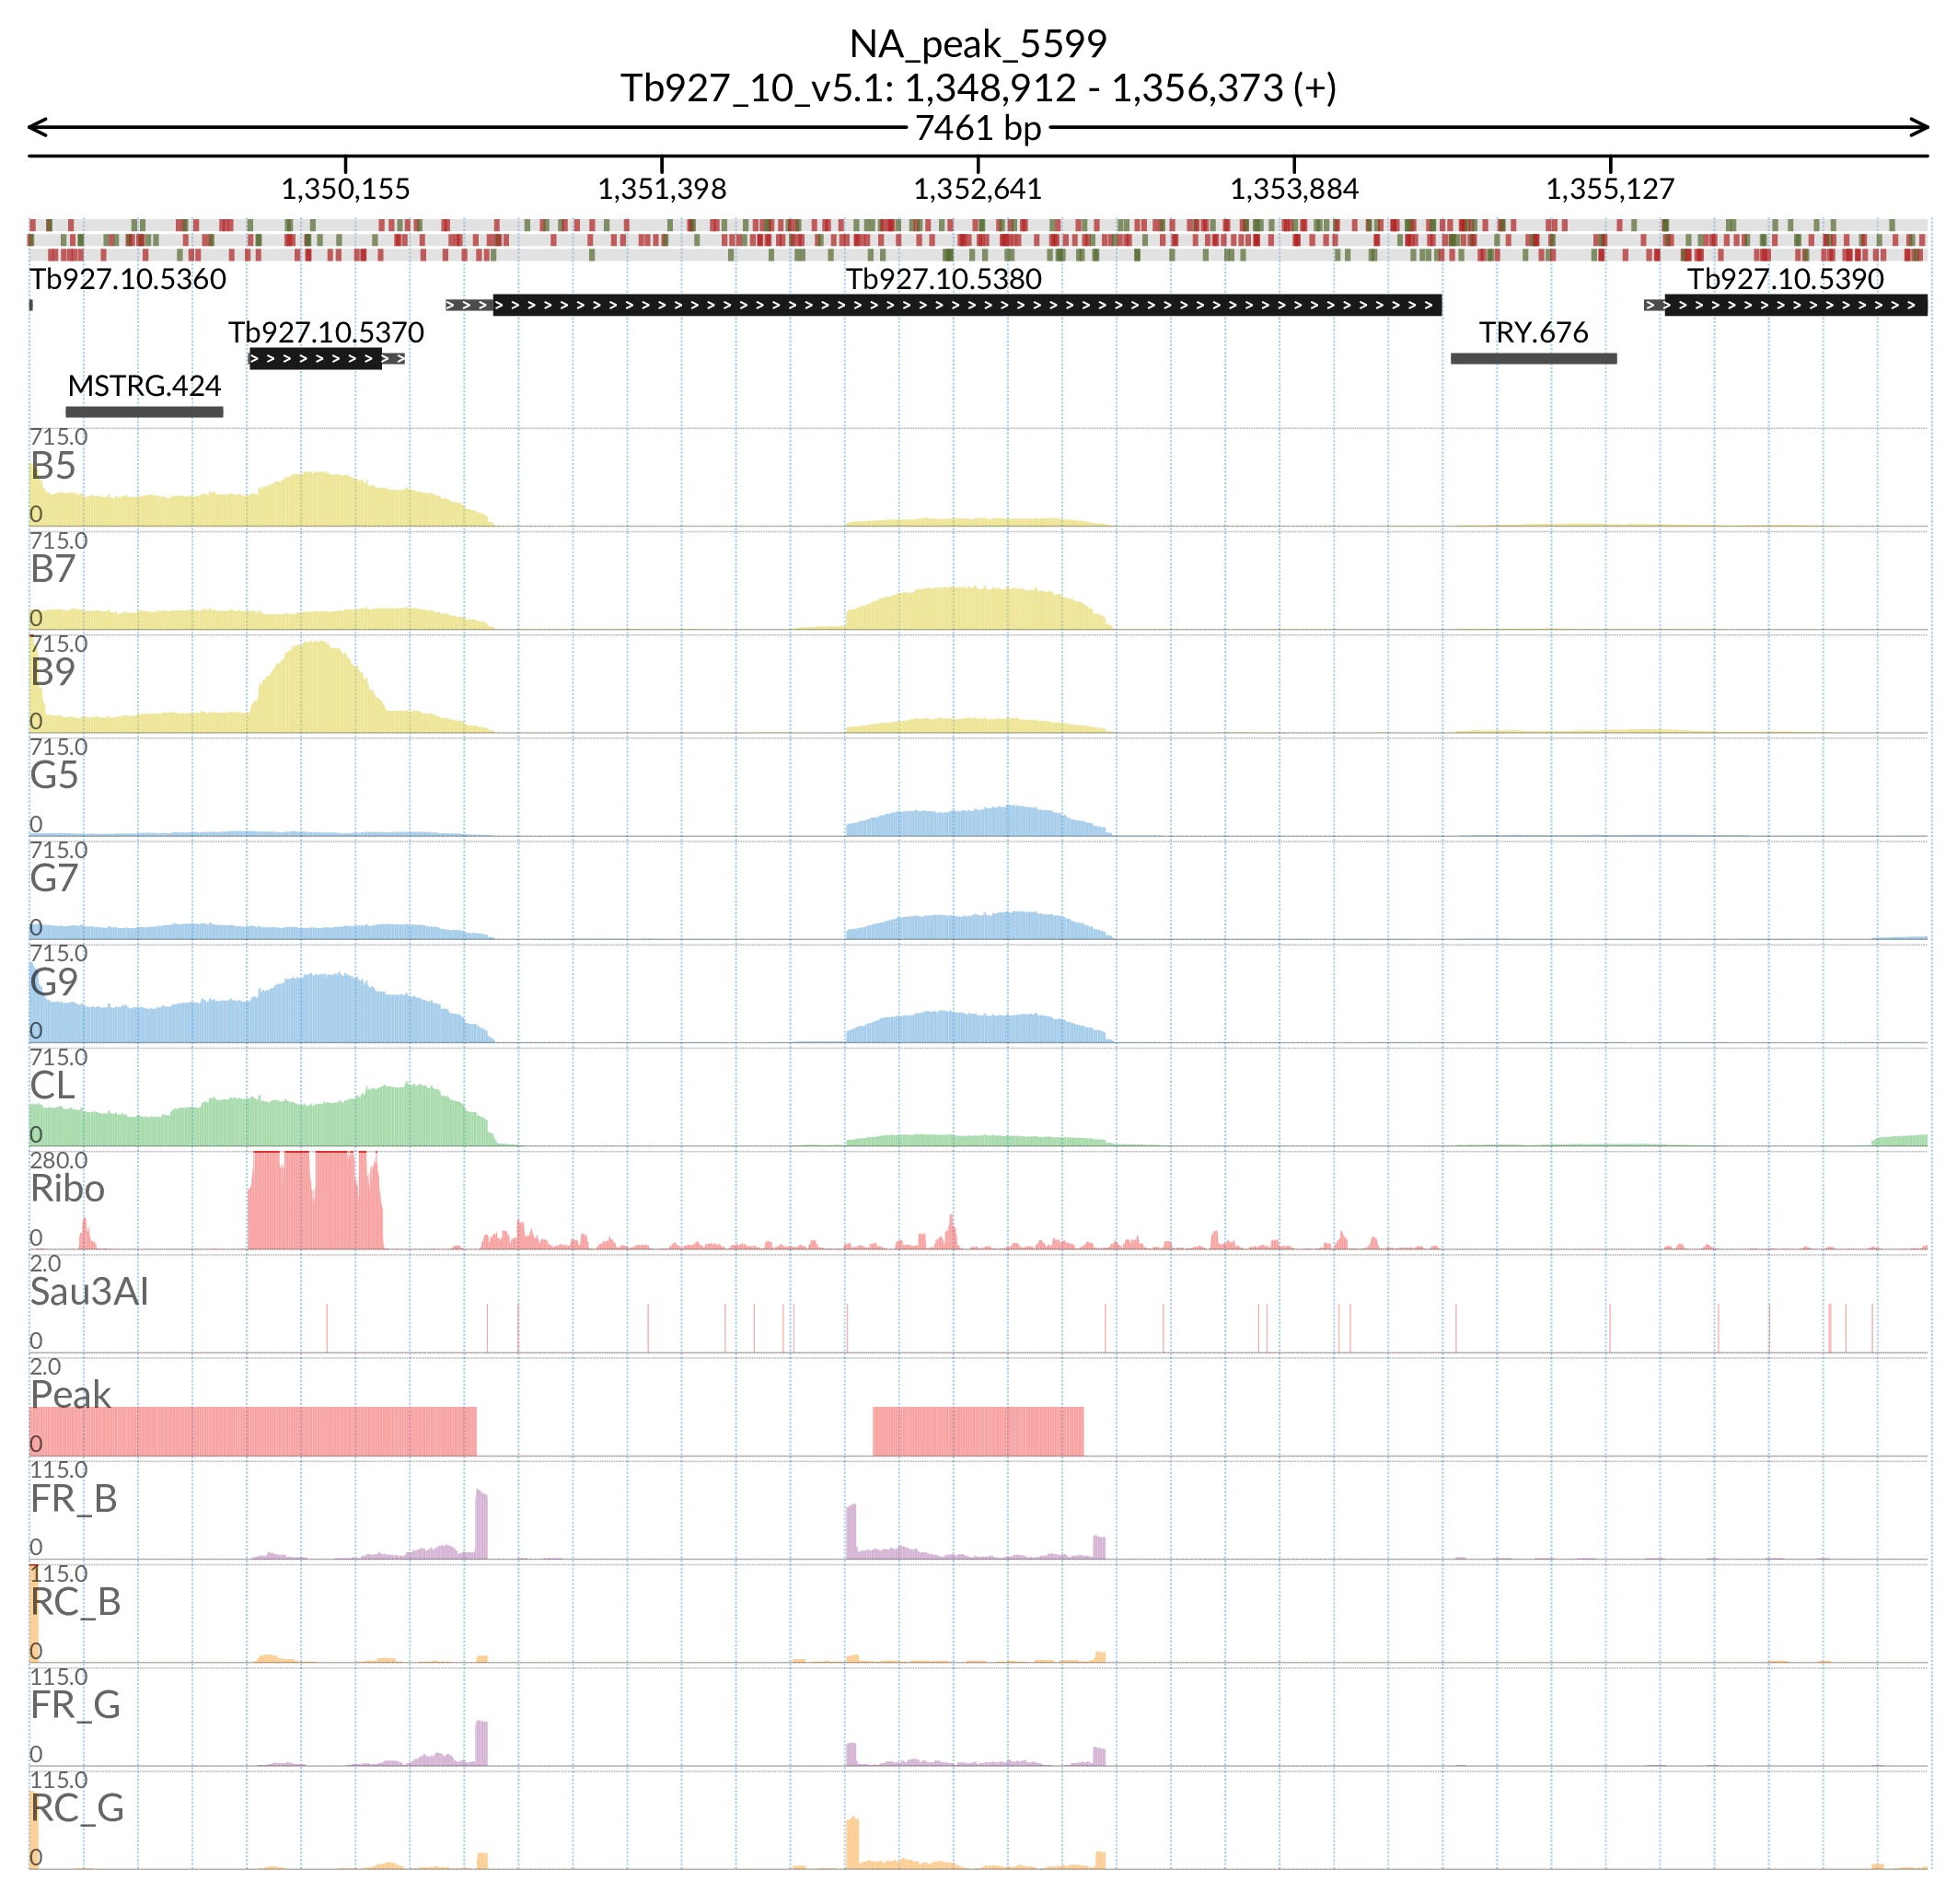 NA_peak_5599
Tb927_10_v5.1: 1,348,912 - 1,356,373 (+)
7461 bp
1,350,155 1,351,398 1,352,641 1,353,884 1,355,127
Tb927.10.5360 Tb927.10.5380 Tb927.10.5390
Tb927.10.5370 TRY.676
MSTRG.424
715.0
B5
0
715.0
B7
0
715.0
B9
0
715.0
G5
0
715.0
G7
0
715.0
G9
0
715.0
CL
0
280.0
Ribo
0
2.0
Sau3AI
0
2.0
Peak
0
115.0
FR_B
0
115.0
RC_B
0
115.0
FR_G
0
115.0
RC_G
0